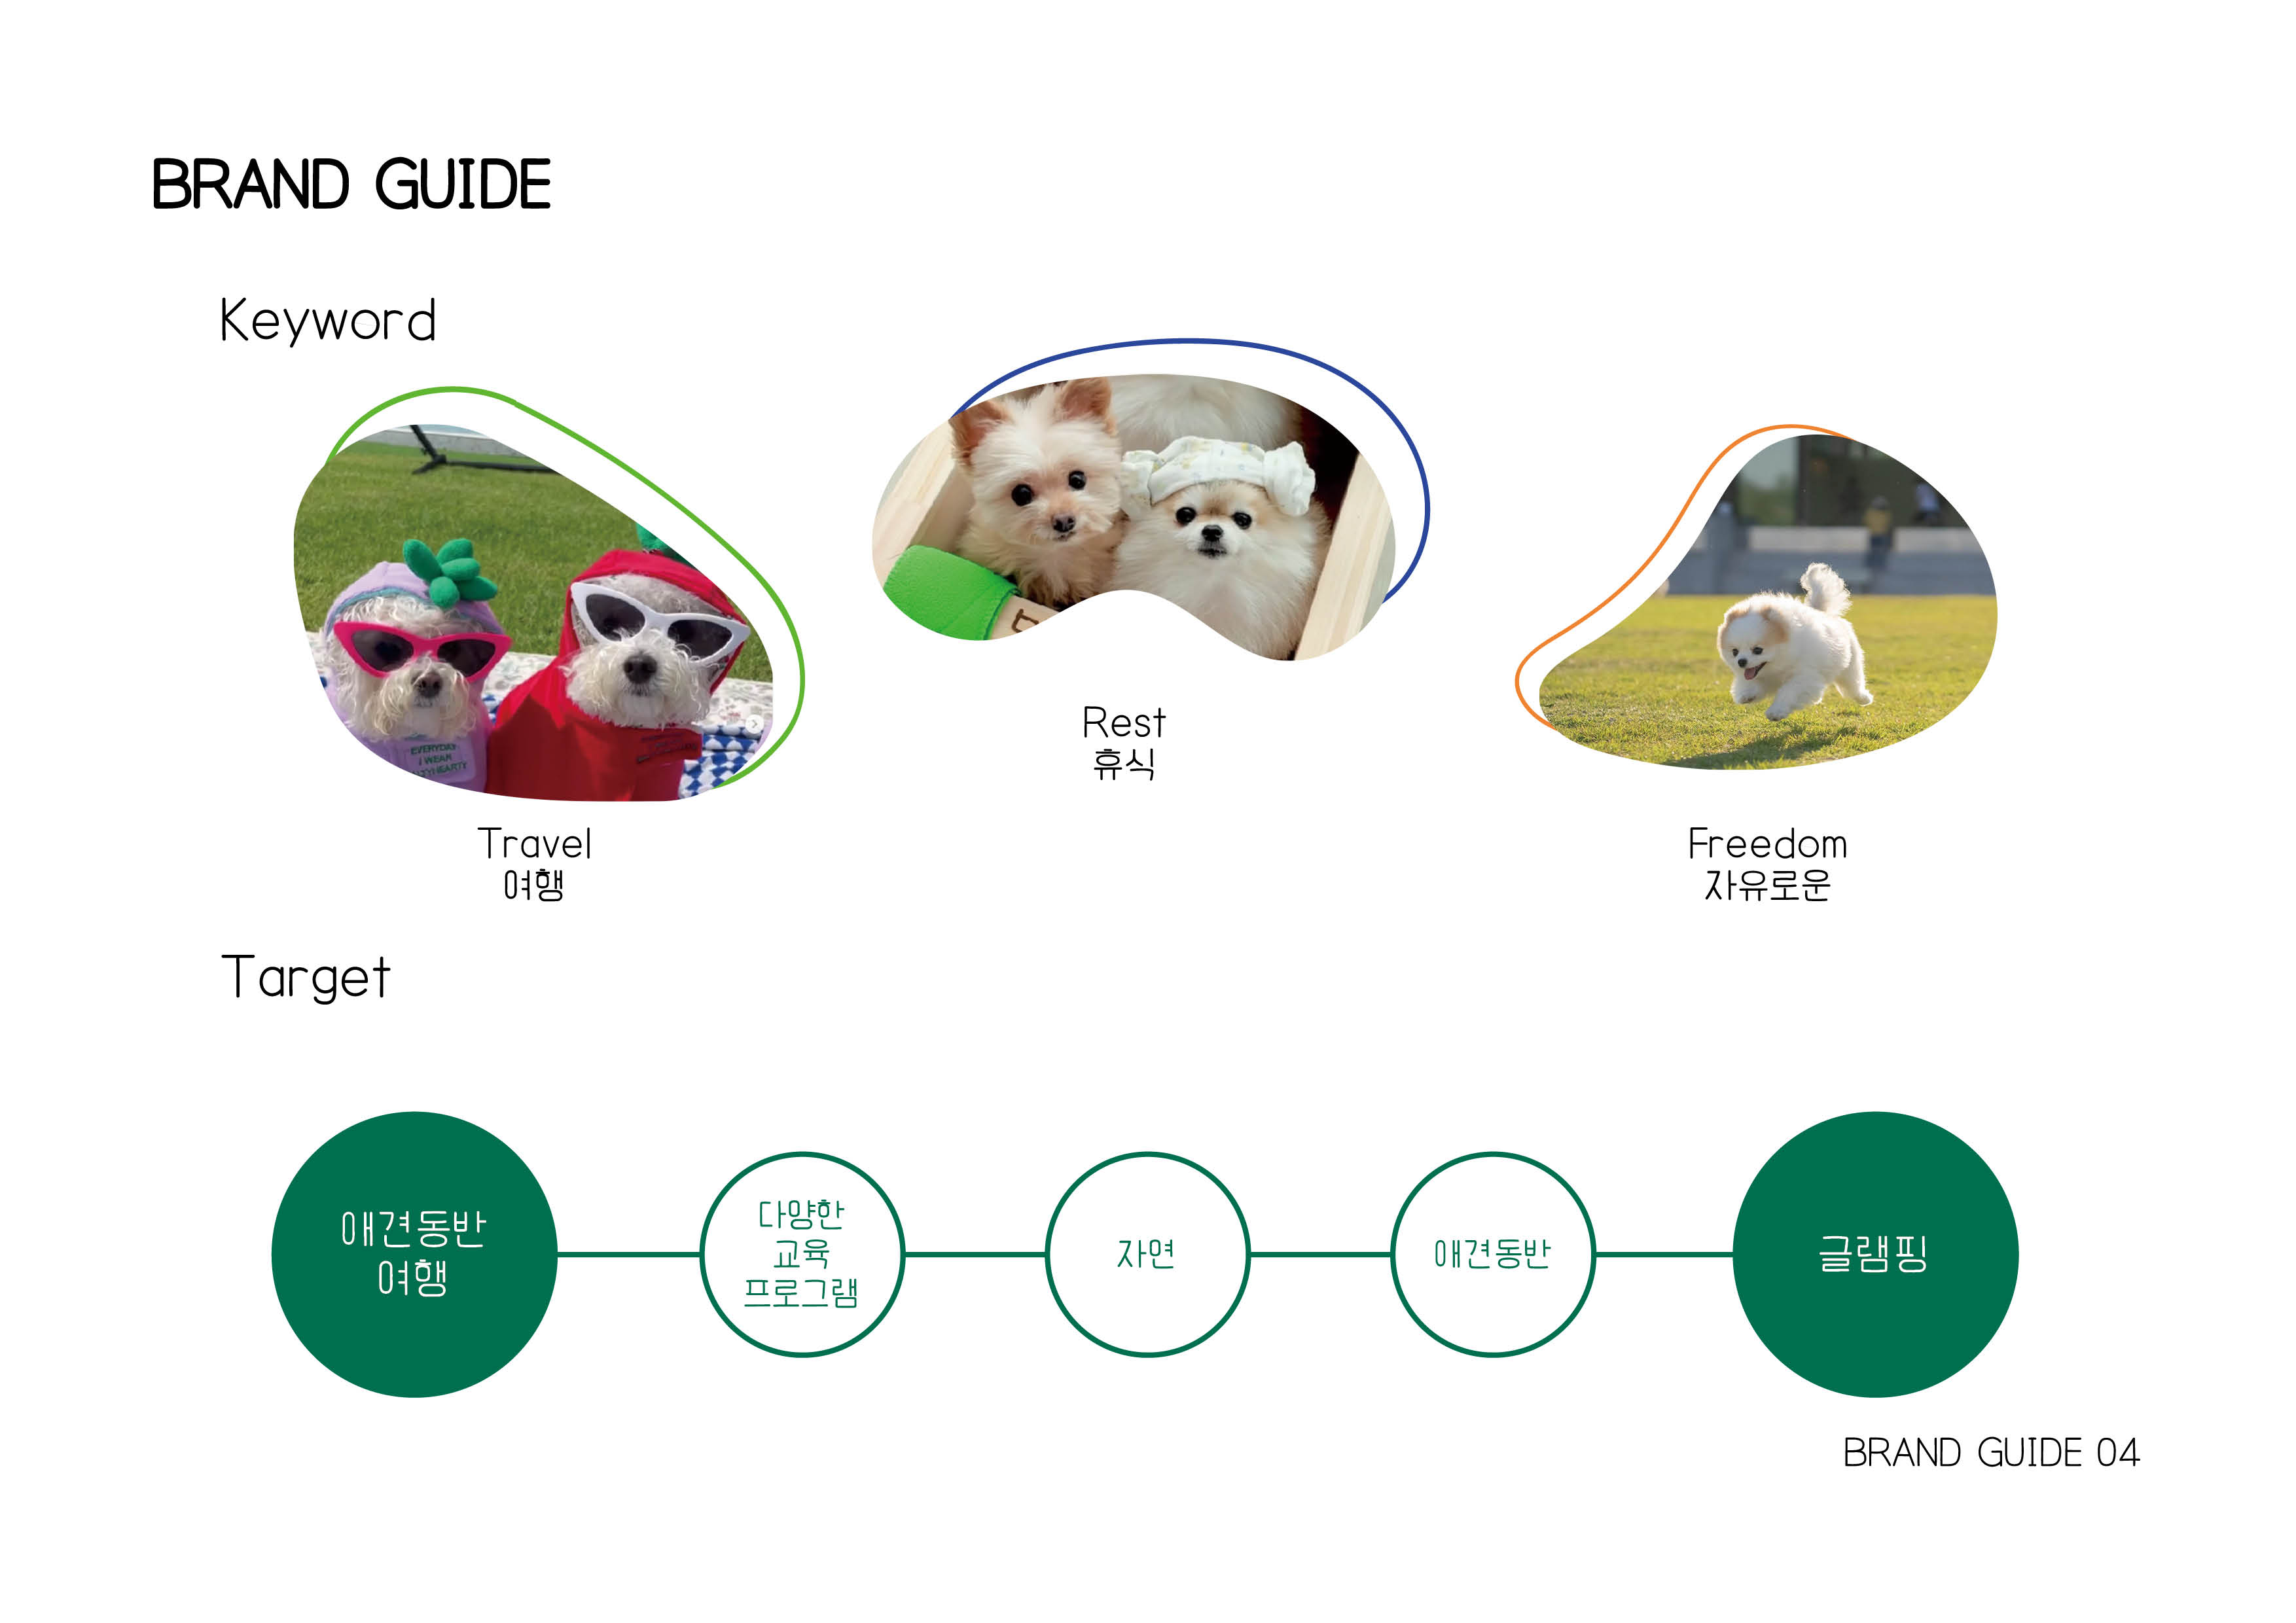 BRAND GUIDE
Keyword
EVERYDAY
I WEAR
Travel
여행
Rest
휴식
Freedom
자유로운
Target
애견동반
여행
다양한
교육
프로그램
자연
애견동반
글램핑
BRAND GUIDE 04